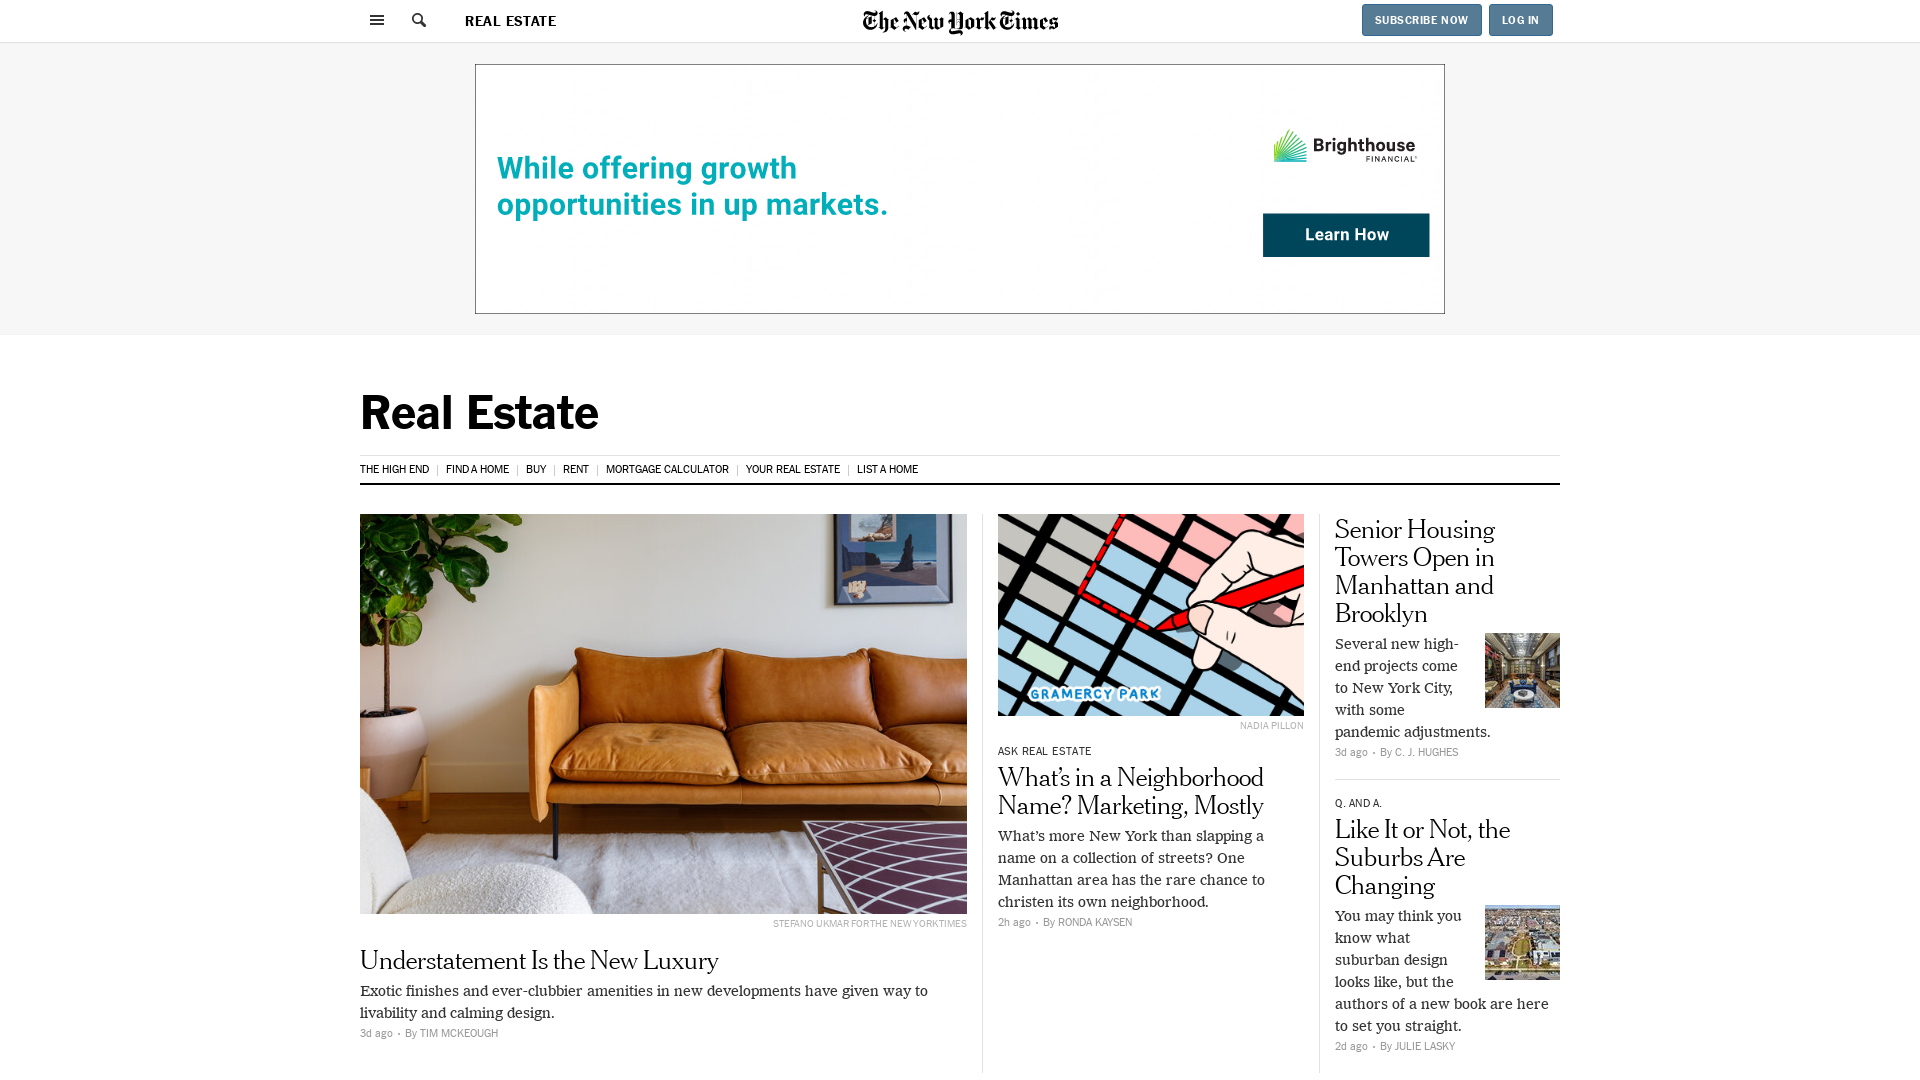 REAL ESTATE
The New York Times
SUBSCRIBE NOW
LOG IN
While offering growth
opportunities in up markets.
Brighthouse
FINANCIAL
Learn How
Real Estate
THE HIGH END
FIND A HOME
BUY
RENT
MORTGAGE CALCULATOR
YOUR REAL ESTATE
LIST A HOME
STEFANO UKMAR FOR THE NEW YORK TIMES
Understatement Is the New Luxury
Exotic finishes and ever-clubbier amenities in new developments have given way to
livability and calming design.
3d ago • By TIM MCKEOUGH
GRAMERCY PARK
NADIA PILLON
ASK REAL ESTATE
What’s in a Neighborhood
Name? Marketing, Mostly
What’s more New York than slapping a
name on a collection of streets? One
Manhattan area has the rare chance to
christen its own neighborhood.
2h ago • By RONDA KAYSEN
Senior Housing
Towers Open in
Manhattan and
Brooklyn
Several new high-
end projects come
to New York City,
with some
pandemic adjustments.
3d ago • By C. J. HUGHES
Q. AND A.
Like It or Not, the
Suburbs Are
Changing
You may think you
know what
suburban design
looks like, but the
authors of a new book are here
to set you straight.
2d ago • By JULIE LASKY